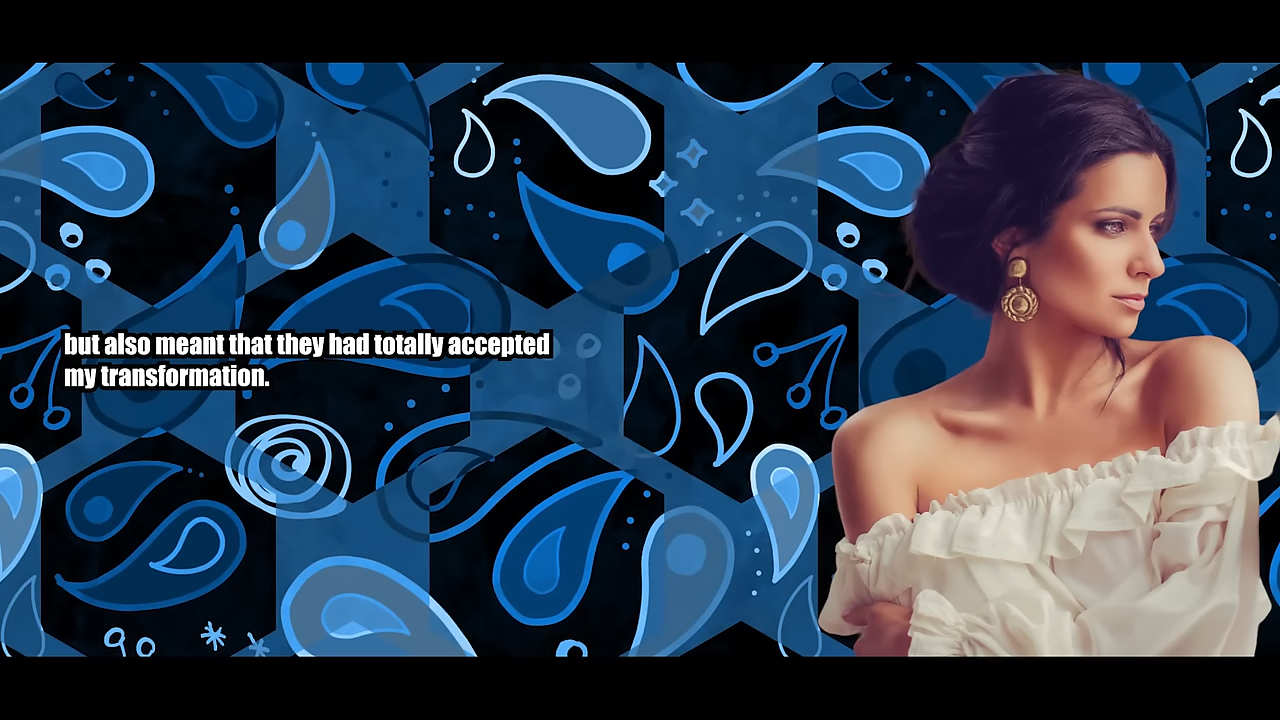 but also meant that they had totally accepted
my transformation.